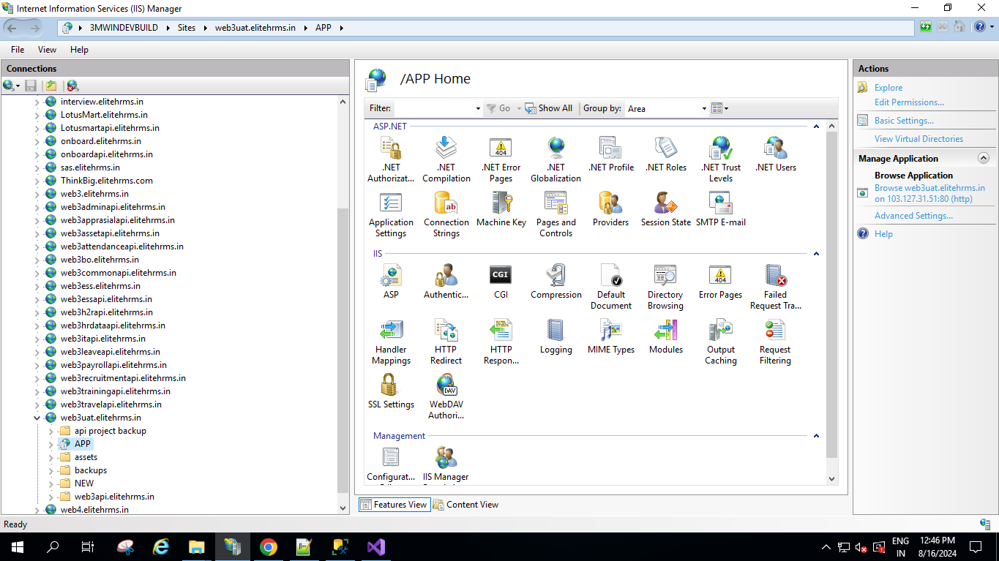 Internet Information Services (IIS) Manager
3MWINDEVBUILD
Sites
web3uat.elitehrms.in
APP
File
View
Help
Connections
interview.elitehrms.in
LotusMart.elitehrms.in
Lotusmartapi.elitehrms.in
onboard.elitehrms.in
onboardapi.elitehrms.in
sas.elitehrms.in
ThinkBig.elitehrms.com
web3.elitehrms.in
web3adminapi.elitehrms.in
web3apprasialapi.elitehrms.in
web3assetapi.elitehrms.in
web3attendanceapi.elitehrms.in
web3bo.elitehrms.in
web3commonapi.elitehrms.in
web3ess.elitehrms.in
web3essapi.elitehrms.in
web3h2rapi.elitehrms.in
web3hrdataapi.elitehrms.in
web3itapi.elitehrms.in
web3leaveapi.elitehrms.in
web3payrollapi.elitehrms.in
web3recruitmentapi.elitehrms.in
web3trainingapi.elitehrms.in
web3travelapi.elitehrms.in
web3uat.elitehrms.in
api project backup
APP
assets
backups
NEW
web3api.elitehrms.in
web4.elitehrms.in
/APP Home
Filter:
Go
Show All
Group by:
Area
ASP.NET
.NET Authorizat...
.NET Compilation
.NET Error Pages
.NET Globalization
.NET Profile
.NET Roles
.NET Trust Levels
.NET Users
Application Settings
Connection Strings
Machine Key
Pages and Controls
Providers
Session State
SMTP E-mail
IIS
ASP
Authentic...
CGI
CGI
Compression
Default Document
404
Directory Browsing
Error Pages
Failed Request Tra...
Handler Mappings
HTTP Redirect
HTTP Respon...
Logging
MIME Types
Modules
Output Caching
Request Filtering
SSL Settings
DAV
WebDAV Authori...
Management
Configurat...
IIS Manager
Features View
Content View
Actions
Explore
Edit Permissions...
Basic Settings...
View Virtual Directories
Manage Application
Browse Application
Browse web3uat.elitehrms.in
on 103.127.31.51:80 (http)
Advanced Settings...
Help
Ready
ENG
IN
12:46 PM
8/16/2024